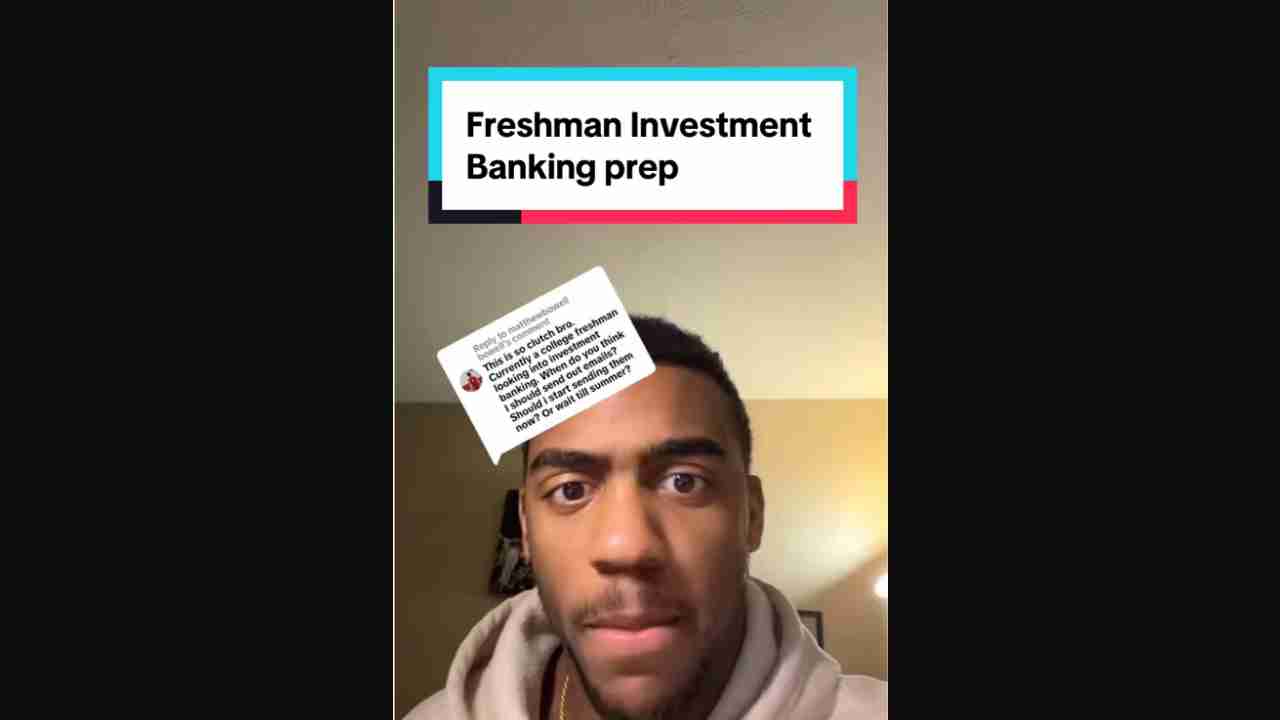 Freshman Investment
Banking prep
Reply to matthewbowell
bowell's comment
This is so clutch bro.
Currently a college freshman
looking into investment
banking. When do you think
I should send out emails?
Should i start sending them
now? Or wait till summer?